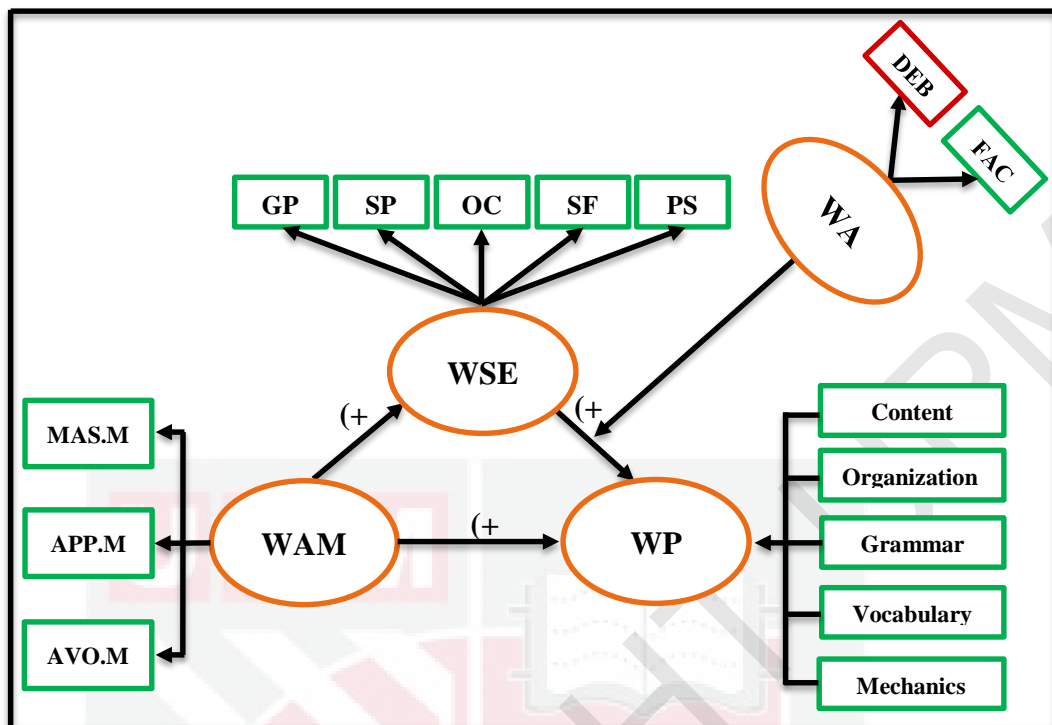 DEB
FAC
WA
GP SP OC SF PS
WSE
(+
(+
MAS.M
APP.M
AVO.M
WAM
(+
WP
Content
Organization
Grammar
Vocabulary
Mechanics